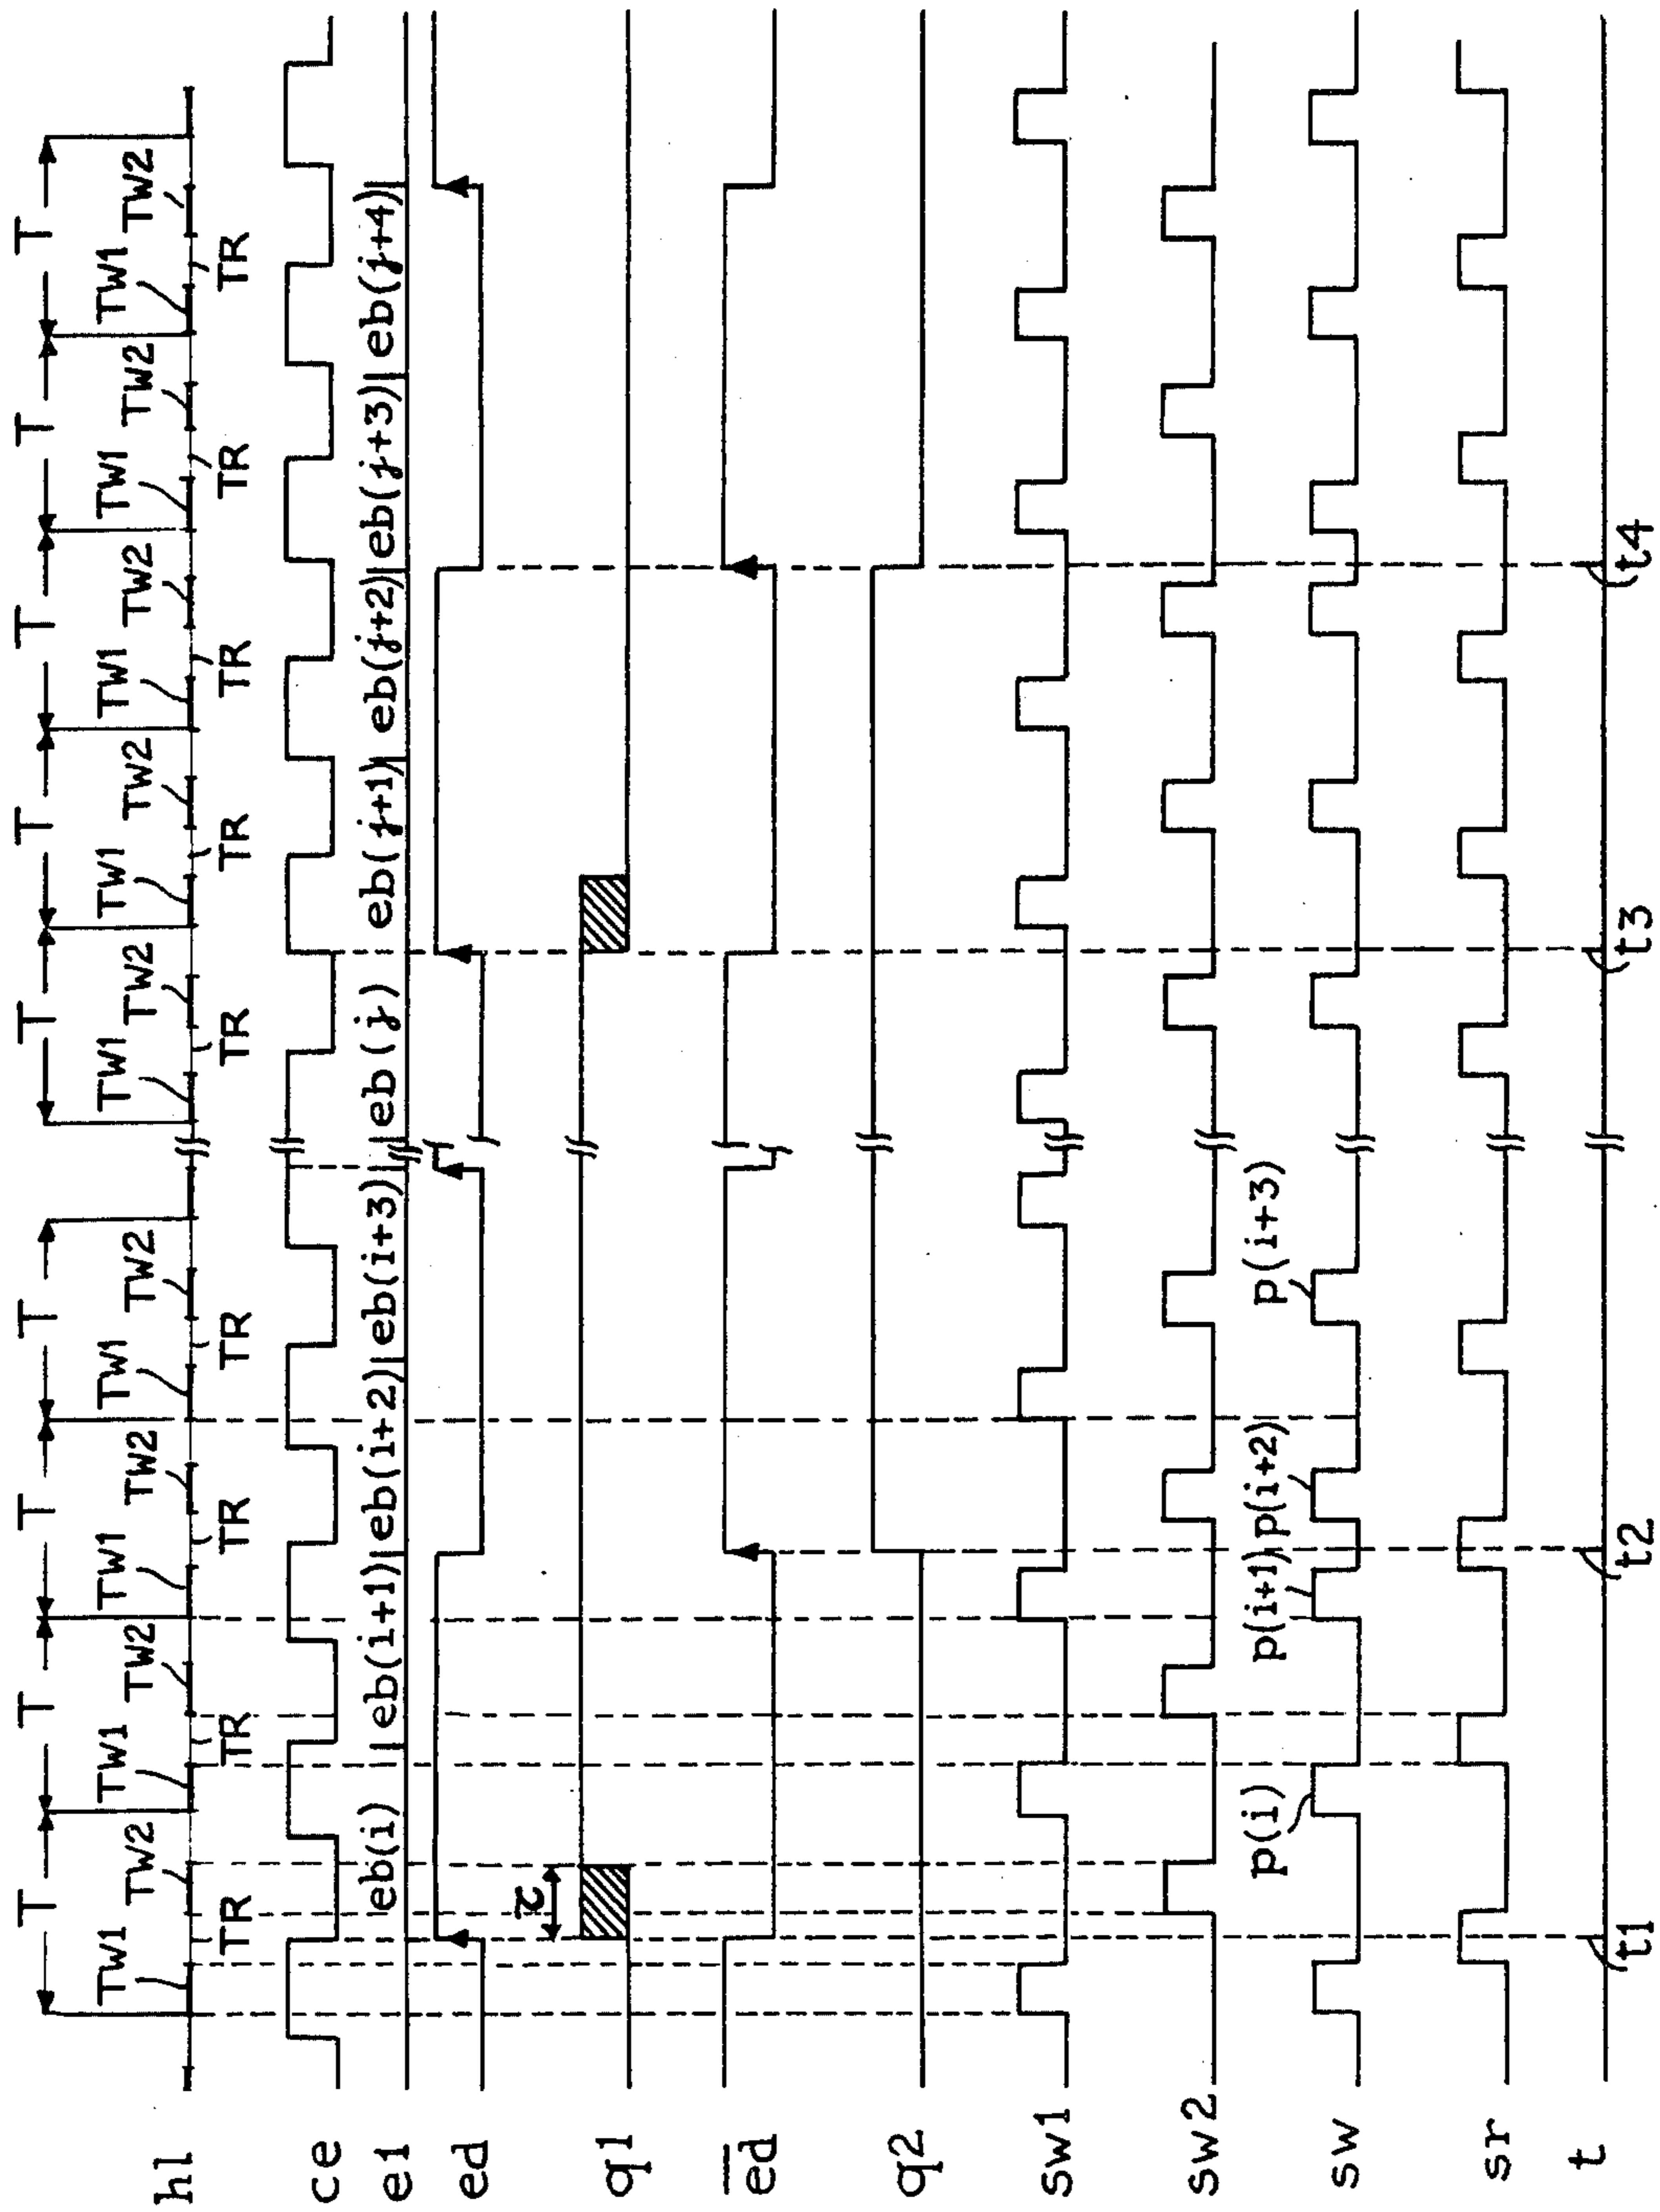 T T T T T T T T T
TW1 TW2 TW1 TW2 TW1 TW2 TW1 TW2 TW1 TW2 TW1 TW2 TW1 TW2 TW1 TW2 TW1 TW2
hl
TR TR TR TR TR TR TR TR TR
ce
e1 eb(i) eb(i+1) eb(i+2) eb(i+3) eb(j) eb(j+1) eb(j+2) eb(j+3) eb(j+4)
ed
τ
q1
e̅d̅
q2
sw1
sw2
p(i) p(i+1) p(i+2) p(i+3)
sw
sr
t t1 t2 t3 t4